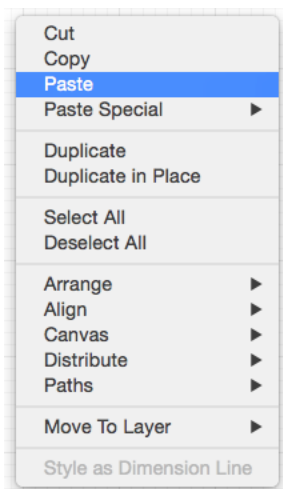 Cut
Copy
Paste
Paste Special
Duplicate
Duplicate in Place
Select All
Deselect All
Arrange
Align
Canvas
Distribute
Paths
Move To Layer
Style as Dimension Line